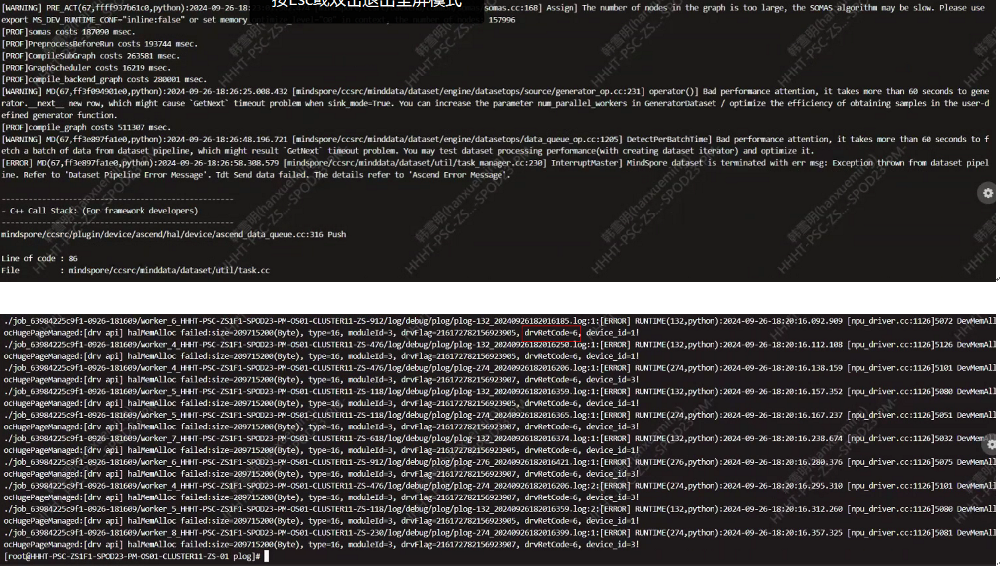 按ESC或双击退出全屏模式
[WARNING] PRE_ACT(67,ffff937b61c0,python):2024-09-26-18: somas.cc:168] Assign] The number of nodes in the graph is too large, the SOMAS algorithm may be slow. Please use
export MS_DEV_RUNTIME_CONF="inline:false" or set memory_optimize_level="O0" in context, the number of nodes: 157996
[PROF]somas costs 187090 msec.
[PROF]PreprocessBeforeRun costs 193744 msec.
[PROF]CompileSubGraph costs 263581 msec.
[PROF]GraphScheduler costs 16219 msec.
[PROF]compile_backend_graph costs 280001 msec.
[WARNING] MD(67,ff3f094901e0,python):2024-09-26-18:26:25.008.432 [mindspore/ccsrc/minddata/dataset/engine/datasetops/source/generator_op.cc:231] operator()] Bad performance attention, it takes more than 60 seconds to gene
rator.__next__ new row, which might cause `GetNext` timeout problem when sink_mode=True. You can increase the parameter num_parallel_workers in GeneratorDataset / optimize the efficiency of obtaining samples in the user-d
efined generator function.
[PROF]compile_graph costs 511307 msec.
[WARNING] MD(67,ff3e897fa1e0,python):2024-09-26-18:26:48.196.721 [mindspore/ccsrc/minddata/dataset/engine/datasetops/data_queue_op.cc:1205] DetectPerBatchTime] Bad performance attention, it takes more than 60 seconds to f
etch a batch of data from dataset pipeline, which might result `GetNext` timeout problem. You may test dataset processing performance(with creating dataset iterator) and optimize it.
[ERROR] MD(67,ff3e897fa1e0,python):2024-09-26-18:26:58.308.579 [mindspore/ccsrc/minddata/dataset/util/task_manager.cc:230] InterruptMaster] MindSpore dataset is terminated with err msg: Exception thrown from dataset pipel
ine. Refer to 'Dataset Pipeline Error Message'. Tdt Send data failed. The details refer to 'Ascend Error Message'.
----------------------------------------------------
- C++ Call Stack: (For framework developers)
----------------------------------------------------
mindspore/ccsrc/plugin/device/ascend/hal/device/ascend_data_queue.cc:316 Push
Line of code : 86
File         : mindspore/ccsrc/minddata/dataset/util/task.cc
./job_63984225c9f1-0926-181609/worker_6_HHHT-PSC-ZS1F1-SPOD23-PM-OS01-CLUSTER11-ZS-912/log/debug/plog/plog-132_20240926182016185.log:1:[ERROR] RUNTIME(132,python):2024-09-26-18:20:16.092.909 [npu_driver.cc:1126]5072 DevMemAll
ocHugePageManaged:[drv api] halMemAlloc failed:size=209715200(Byte), type=16, moduleId=3, drvFlag=216172782156923905, drvRetCode=6, device_id=1!
./job_63984225c9f1-0926-181609/worker_4_HHHT-PSC-ZS1F1-SPOD23-PM-OS01-CLUSTER11-ZS-476/log/debug/plog/plog-132_20240926182016250.log:1:[ERROR] RUNTIME(132,python):2024-09-26-18:20:16.112.108 [npu_driver.cc:1126]5126 DevMemAll
ocHugePageManaged:[drv api] halMemAlloc failed:size=209715200(Byte), type=16, moduleId=3, drvFlag=216172782156923905, drvRetCode=6, device_id=1!
./job_63984225c9f1-0926-181609/worker_4_HHHT-PSC-ZS1F1-SPOD23-PM-OS01-CLUSTER11-ZS-476/log/debug/plog/plog-274_20240926182016206.log:1:[ERROR] RUNTIME(274,python):2024-09-26-18:20:16.138.159 [npu_driver.cc:1126]5101 DevMemAll
ocHugePageManaged:[drv api] halMemAlloc failed:size=209715200(Byte), type=16, moduleId=3, drvFlag=216172782156923907, drvRetCode=6, device_id=3!
./job_63984225c9f1-0926-181609/worker_5_HHHT-PSC-ZS1F1-SPOD23-PM-OS01-CLUSTER11-ZS-118/log/debug/plog/plog-132_20240926182016359.log:1:[ERROR] RUNTIME(132,python):2024-09-26-18:20:16.157.352 [npu_driver.cc:1126]5080 DevMemAll
ocHugePageManaged:[drv api] halMemAlloc failed:size=209715200(Byte), type=16, moduleId=3, drvFlag=216172782156923905, drvRetCode=6, device_id=1!
./job_63984225c9f1-0926-181609/worker_5_HHHT-PSC-ZS1F1-SPOD23-PM-OS01-CLUSTER11-ZS-118/log/debug/plog/plog-274_20240926182016365.log:1:[ERROR] RUNTIME(274,python):2024-09-26-18:20:16.167.237 [npu_driver.cc:1126]5051 DevMemAll
ocHugePageManaged:[drv api] halMemAlloc failed:size=209715200(Byte), type=16, moduleId=3, drvFlag=216172782156923907, drvRetCode=6, device_id=3!
./job_63984225c9f1-0926-181609/worker_7_HHHT-PSC-ZS1F1-SPOD23-PM-OS01-CLUSTER11-ZS-618/log/debug/plog/plog-132_20240926182016374.log:1:[ERROR] RUNTIME(132,python):2024-09-26-18:20:16.238.674 [npu_driver.cc:1126]5032 DevMemAll
ocHugePageManaged:[drv api] halMemAlloc failed:size=209715200(Byte), type=16, moduleId=3, drvFlag=216172782156923905, drvRetCode=6, device_id=1!
./job_63984225c9f1-0926-181609/worker_6_HHHT-PSC-ZS1F1-SPOD23-PM-OS01-CLUSTER11-ZS-912/log/debug/plog/plog-276_20240926182016421.log:1:[ERROR] RUNTIME(276,python):2024-09-26-18:20:16.280.376 [npu_driver.cc:1126]5075 DevMemAll
ocHugePageManaged:[drv api] halMemAlloc failed:size=209715200(Byte), type=16, moduleId=3, drvFlag=216172782156923907, drvRetCode=6, device_id=3!
./job_63984225c9f1-0926-181609/worker_4_HHHT-PSC-ZS1F1-SPOD23-PM-OS01-CLUSTER11-ZS-476/log/debug/plog/plog-274_20240926182016206.log:2:[ERROR] RUNTIME(274,python):2024-09-26-18:20:16.295.310 [npu_driver.cc:1126]5101 DevMemAll
ocHugePageManaged:[drv api] halMemAlloc failed:size=209715200(Byte), type=16, moduleId=3, drvFlag=216172782156923907, drvRetCode=6, device_id=3!
./job_63984225c9f1-0926-181609/worker_5_HHHT-PSC-ZS1F1-SPOD23-PM-OS01-CLUSTER11-ZS-118/log/debug/plog/plog-132_20240926182016359.log:2:[ERROR] RUNTIME(132,python):2024-09-26-18:20:16.312.260 [npu_driver.cc:1126]5080 DevMemAll
ocHugePageManaged:[drv api] halMemAlloc failed:size=209715200(Byte), type=16, moduleId=3, drvFlag=216172782156923905, drvRetCode=6, device_id=1!
./job_63984225c9f1-0926-181609/worker_8_HHHT-PSC-ZS1F1-SPOD23-PM-OS01-CLUSTER11-ZS-230/log/debug/plog/plog-274_20240926182016399.log:1:[ERROR] RUNTIME(274,python):2024-09-26-18:20:16.357.325 [npu_driver.cc:1126]5081 DevMemAll
ocHugePageManaged:[drv api] halMemAlloc failed:size=209715200(Byte), type=16, moduleId=3, drvFlag=216172782156923907, drvRetCode=6, device_id=3!
[root@HHHT-PSC-ZS1F1-SPOD23-PM-OS01-CLUSTER11-ZS-01 plog]#